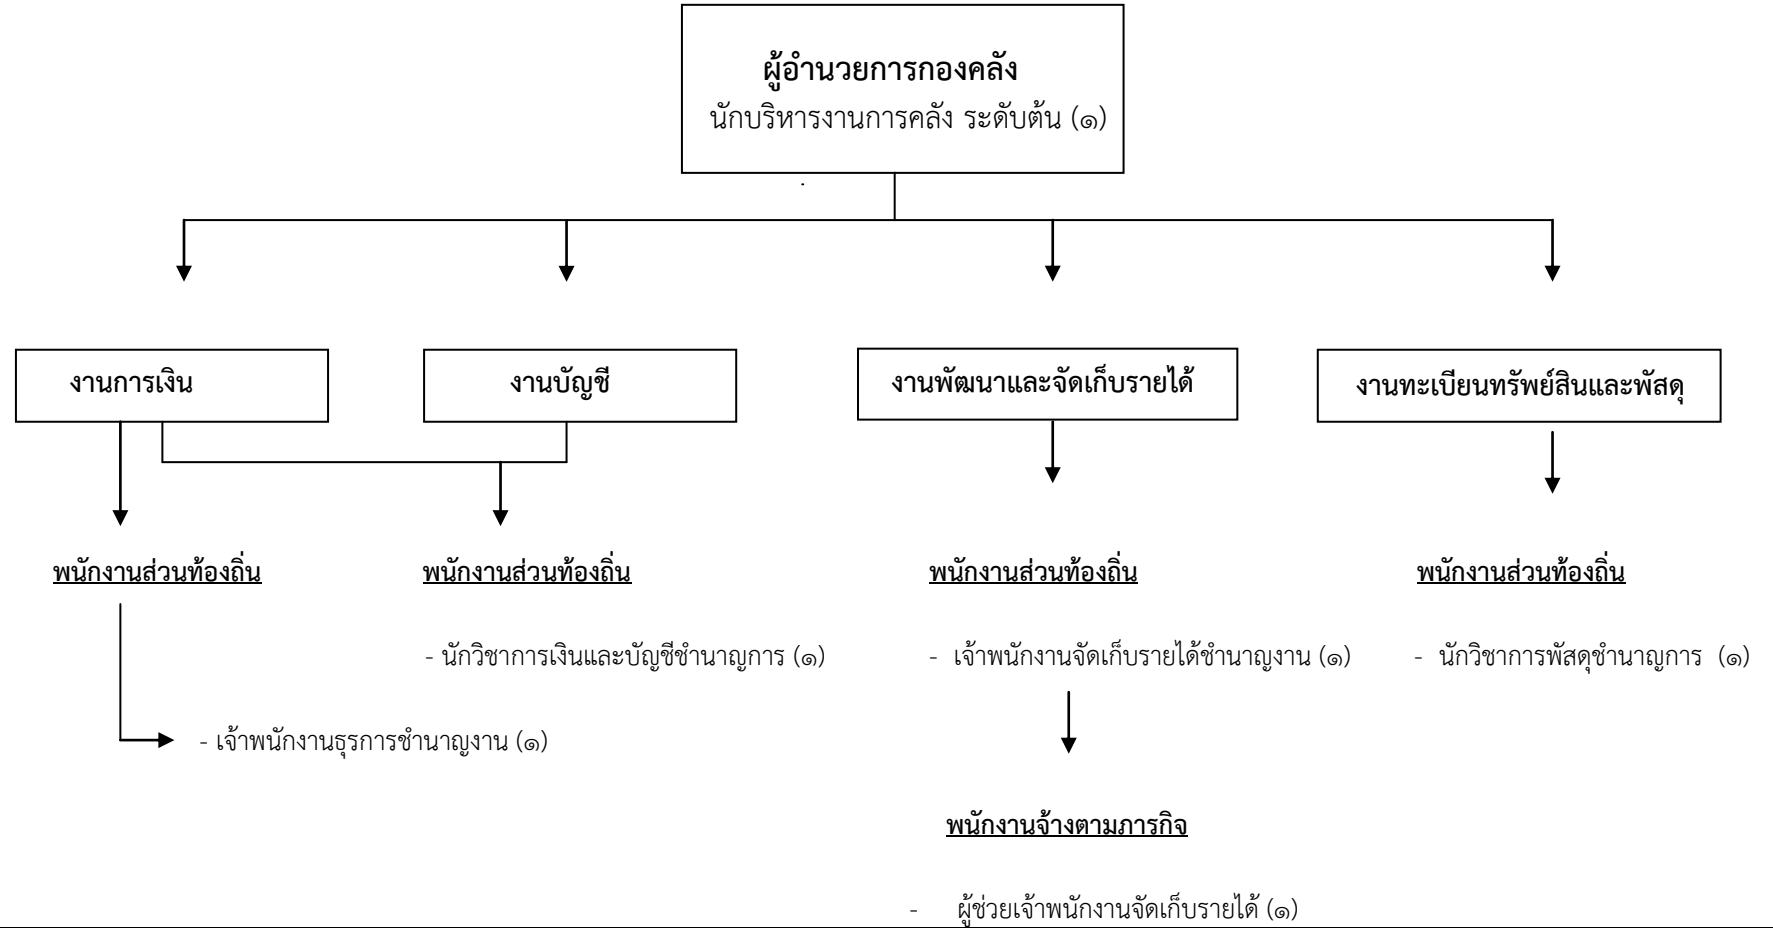 ผู้อำนวยการกองคลัง
นักบริหารงานการคลัง ระดับต้น (๑)
งานการเงิน
งานบัญชี
งานพัฒนาและจัดเก็บรายได้
งานทะเบียนทรัพย์สินและพัสดุ
พนักงานส่วนท้องถิ่น
พนักงานส่วนท้องถิ่น
พนักงานส่วนท้องถิ่น
พนักงานส่วนท้องถิ่น
- นักวิชาการเงินและบัญชีชำนาญการ (๑)
- เจ้าพนักงานจัดเก็บรายได้ชำนาญงาน (๑)
- นักวิชาการพัสดุชำนาญการ (๑)
- เจ้าพนักงานธุรการชำนาญงาน (๑)
พนักงานจ้างตามภารกิจ
- ผู้ช่วยเจ้าพนักงานจัดเก็บรายได้ (๑)